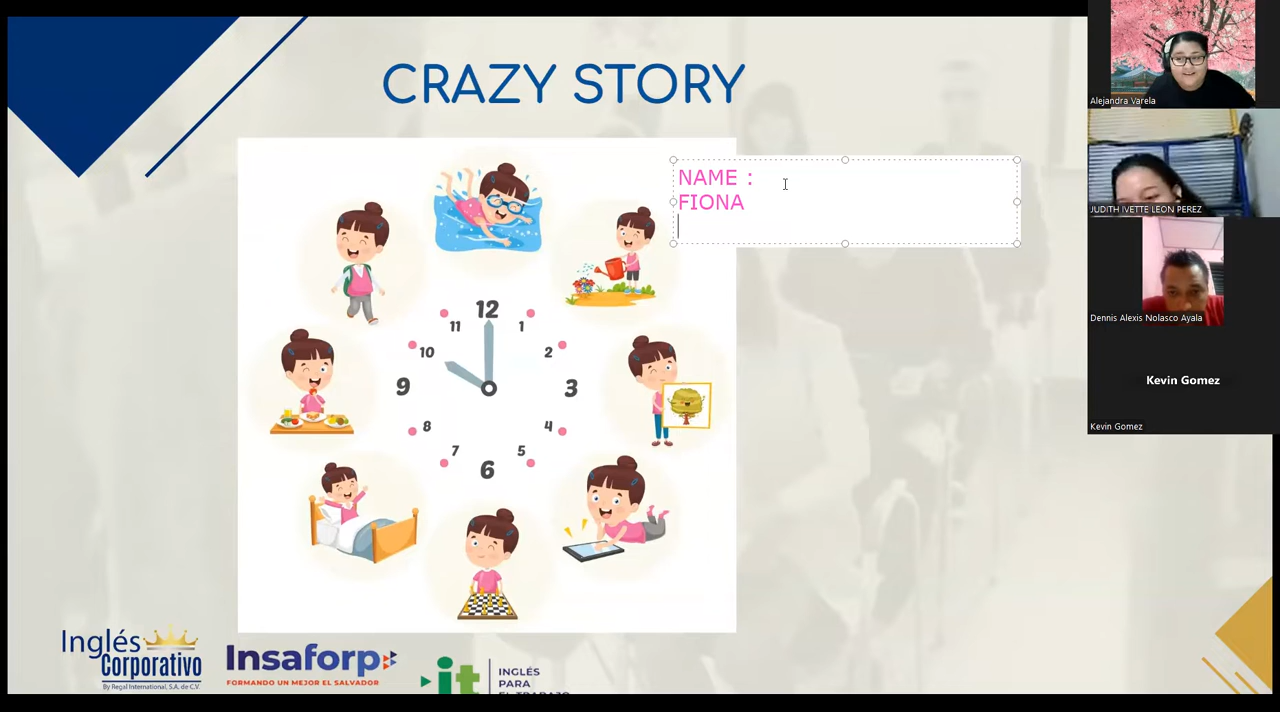 CRAZY STORY
NAME :
FIONA
12
11
1
10
2
9
3
8
4
7
5
6
Inglés
Corporativo
By Regal International, S.A. de C.V.
Insaforp
FORMANDO UN MEJOR EL SALVADOR
it
INGLÉS
PARA
EL TRABAJO
Alejandra Varela
JUDITH IVETTE LEON PEREZ
Dennis Alexis Nolasco Ayala
Kevin Gomez
Kevin Gomez